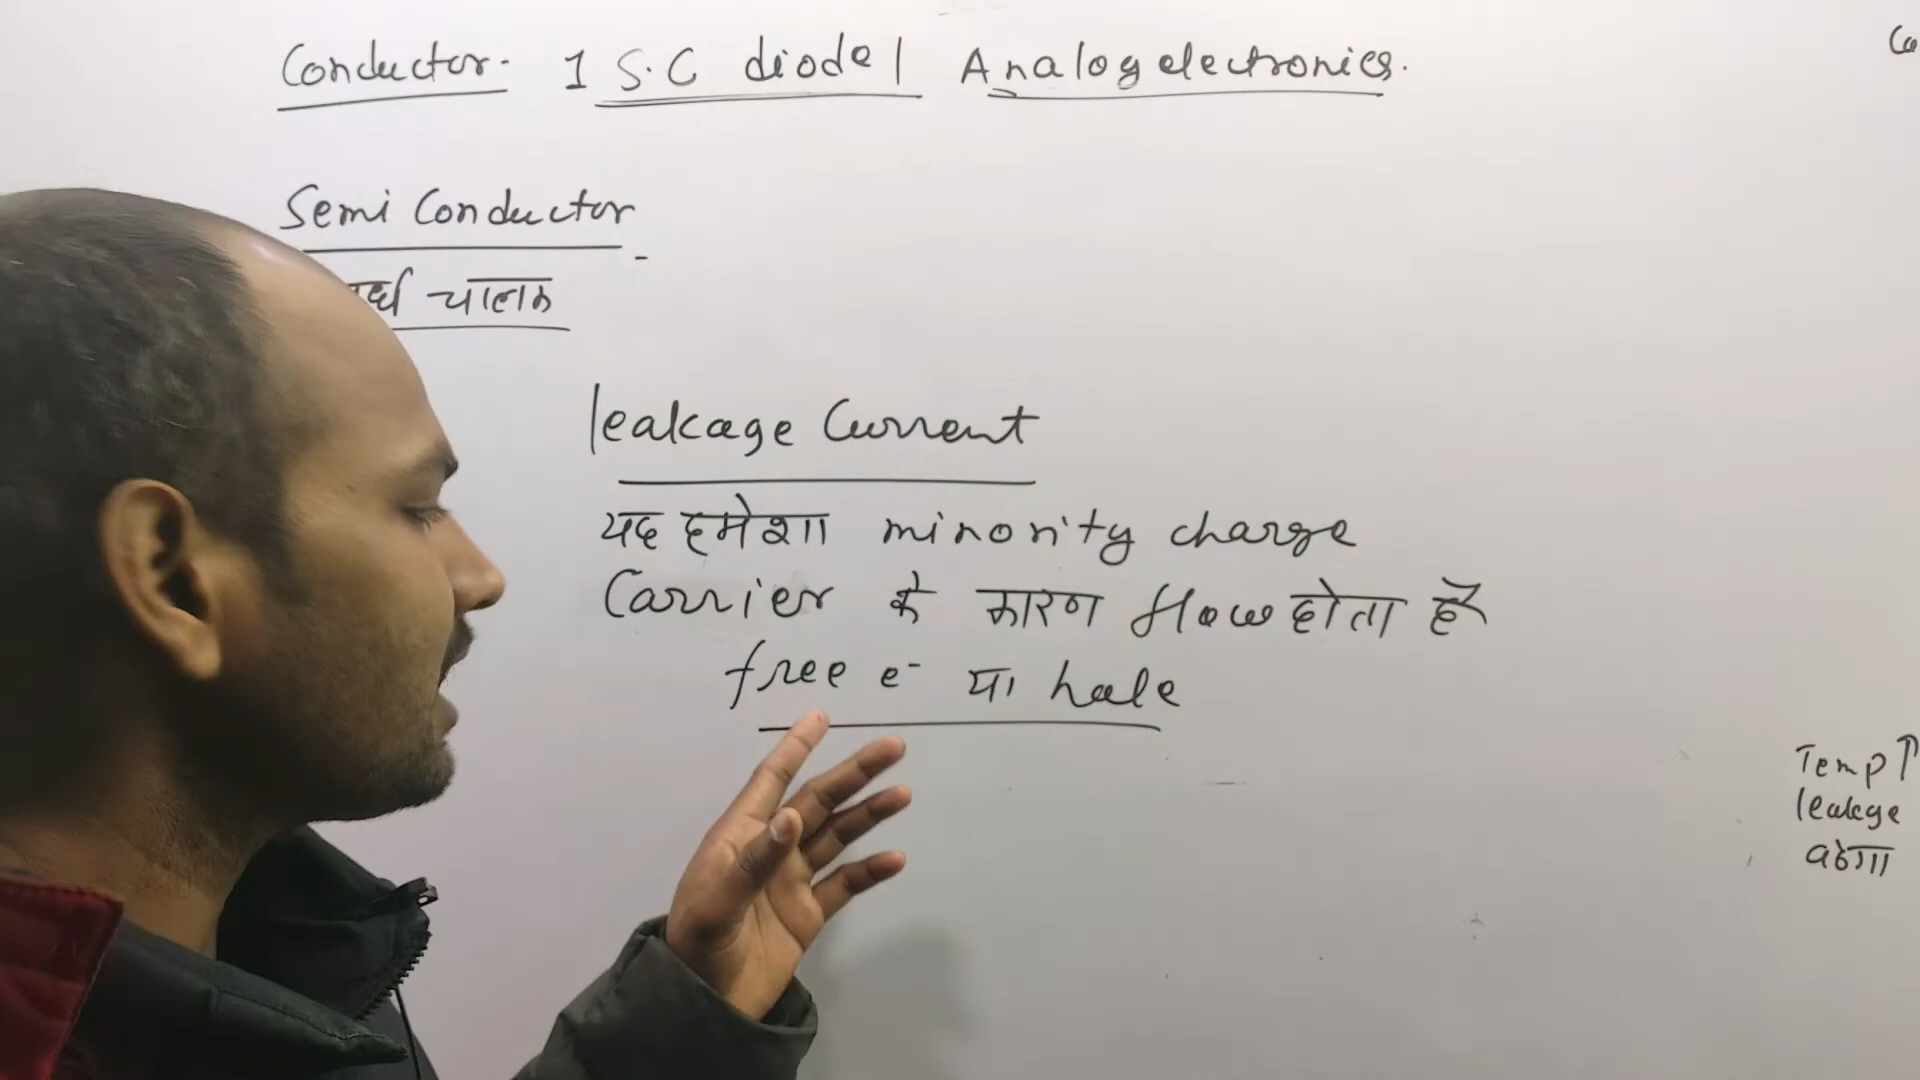 Conductor. 1 S.C diode | Analog electronics.
Semi Conductor
चालक
leakage Current
यह हमेशा minority charge
Carrier के कारण flow होता है
free e⁻ या hole
Temp↑
leakge
बढेगा